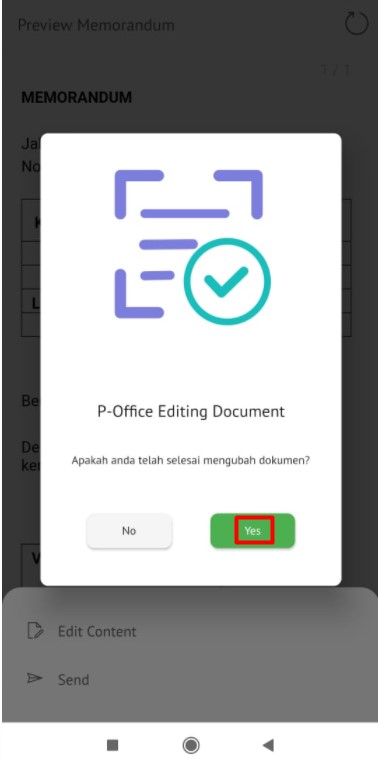 Preview Memorandum
1 / 1
MEMORANDUM
Ja
No
K
L
Be
De
ke
V
P-Office Editing Document
Apakah anda telah selesai mengubah dokumen?
No
Yes
Edit Content
Send